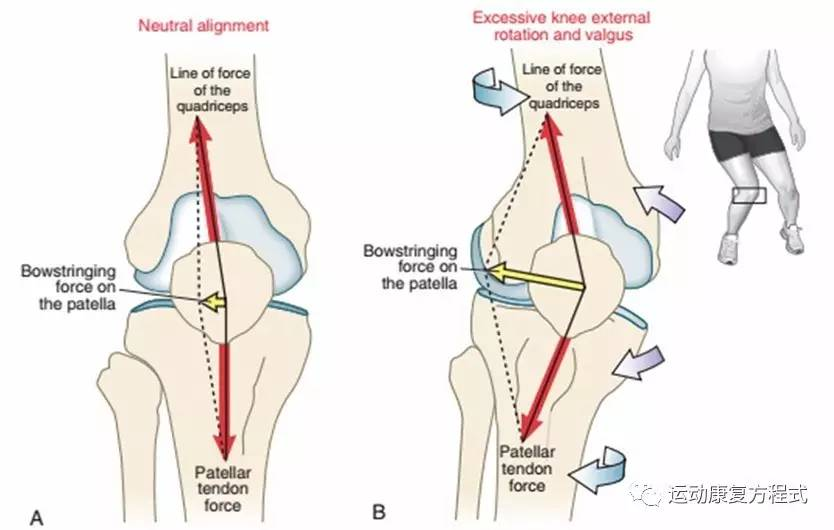 Neutral alignment
Line of force
of the
quadriceps
Bowstringing
force on
the patella
Patellar
tendon
force
A
Excessive knee external
rotation and valgus
Line of force
of the
quadriceps
Bowstringing
force on
the patella
Patellar
tendon
force
B
运动康复方程式